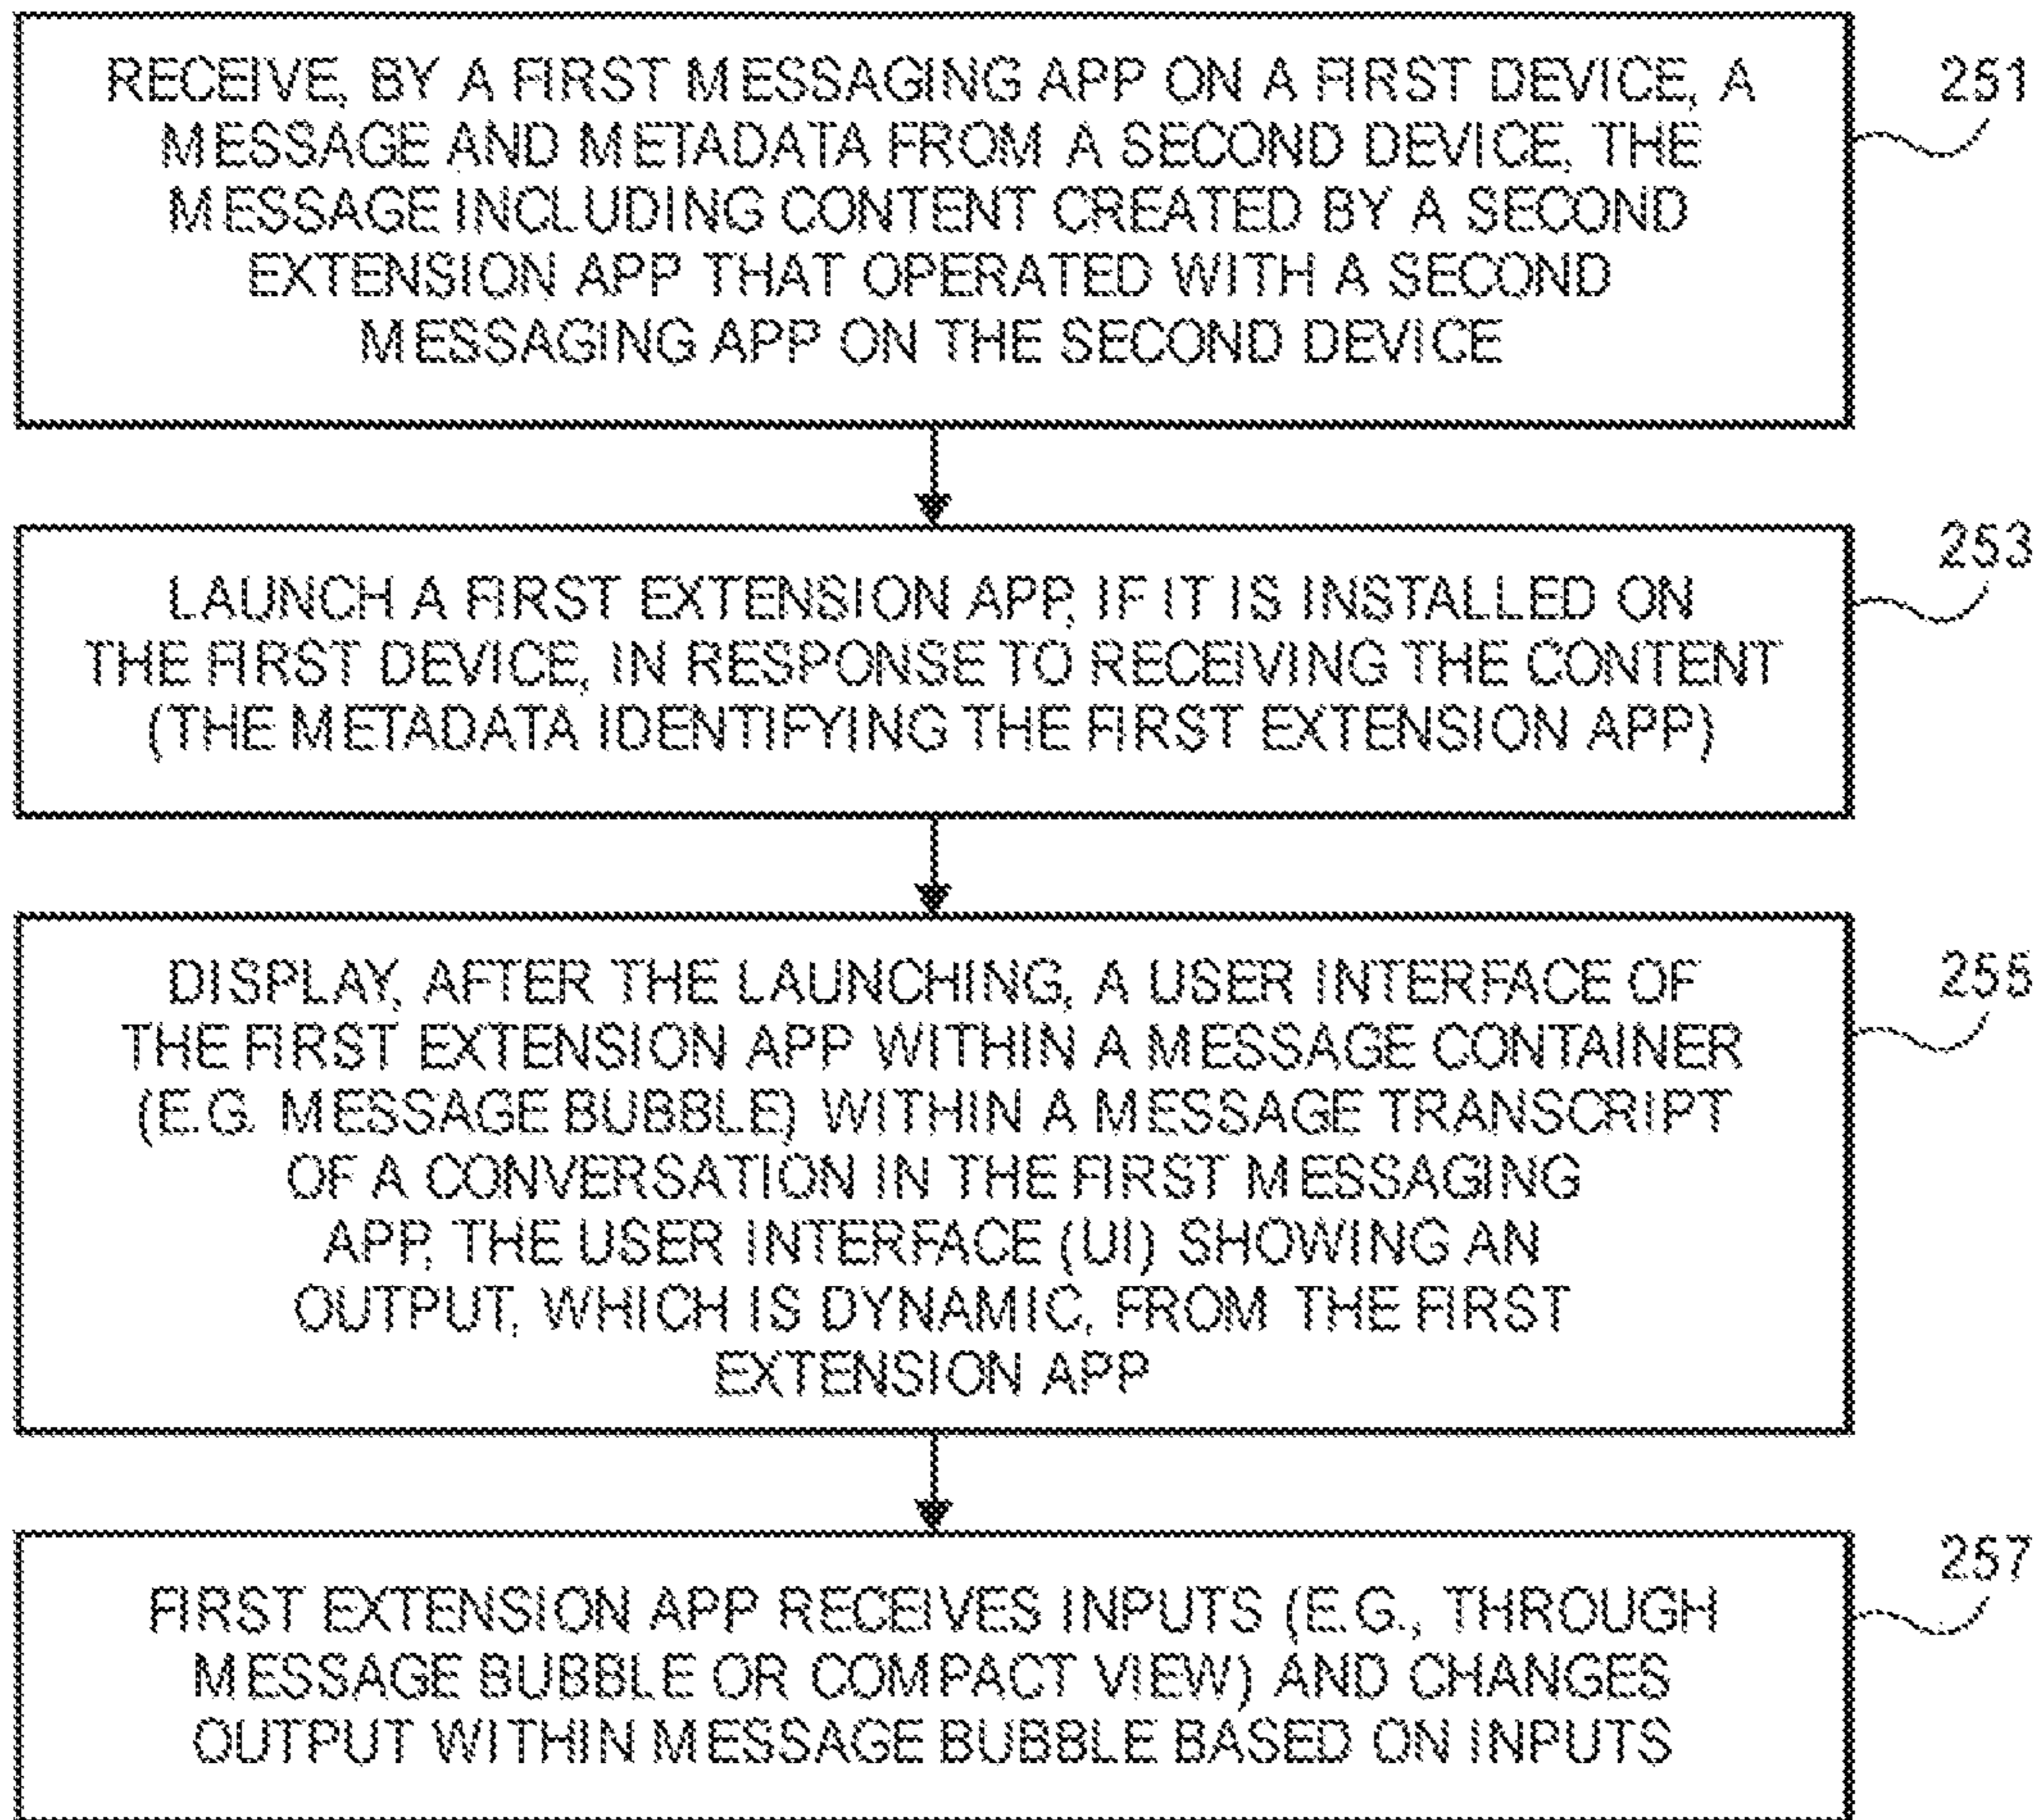 RECEIVE, BY A FIRST MESSAGING APP ON A FIRST DEVICE, A
MESSAGE AND METADATA FROM A SECOND DEVICE, THE
MESSAGE INCLUDING CONTENT CREATED BY A SECOND
EXTENSION APP THAT OPERATED WITH A SECOND
MESSAGING APP ON THE SECOND DEVICE
251
LAUNCH A FIRST EXTENSION APP, IF IT IS INSTALLED ON
THE FIRST DEVICE, IN RESPONSE TO RECEIVING THE CONTENT
(THE METADATA IDENTIFYING THE FIRST EXTENSION APP)
253
DISPLAY, AFTER THE LAUNCHING, A USER INTERFACE OF
THE FIRST EXTENSION APP WITHIN A MESSAGE CONTAINER
(E.G. MESSAGE BUBBLE) WITHIN A MESSAGE TRANSCRIPT
OF A CONVERSATION IN THE FIRST MESSAGING
APP, THE USER INTERFACE (UI) SHOWING AN
OUTPUT, WHICH IS DYNAMIC, FROM THE FIRST
EXTENSION APP
255
FIRST EXTENSION APP RECEIVES INPUTS (E.G., THROUGH
MESSAGE BUBBLE OR COMPACT VIEW) AND CHANGES
OUTPUT WITHIN MESSAGE BUBBLE BASED ON INPUTS
257